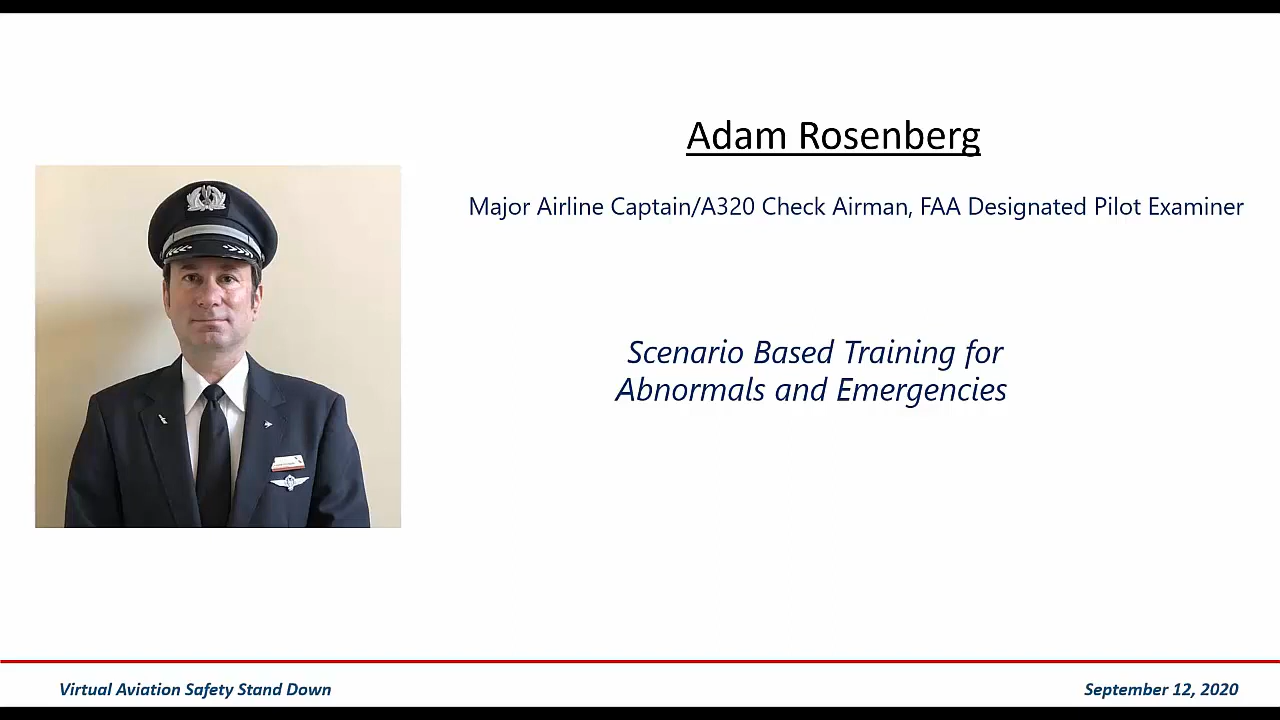 Adam Rosenberg
Major Airline Captain/A320 Check Airman, FAA Designated Pilot Examiner
Scenario Based Training for
Abnormals and Emergencies
Virtual Aviation Safety Stand Down
September 12, 2020